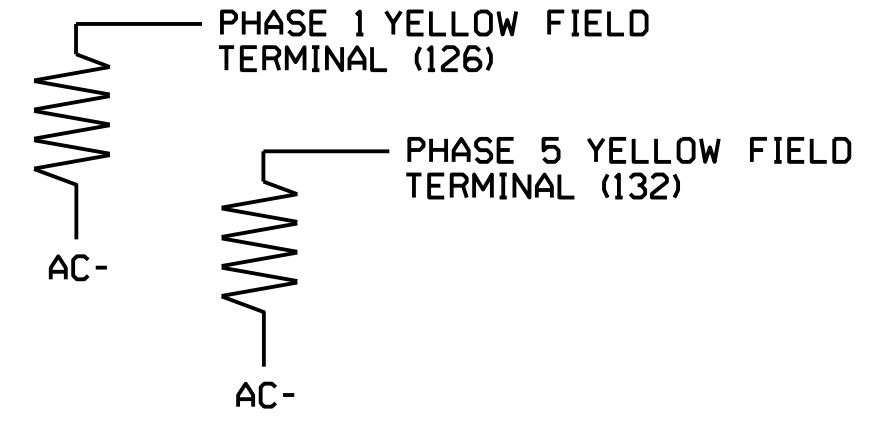 PHASE 1 YELLOW FIELD
TERMINAL (126)
AC-
PHASE 5 YELLOW FIELD
TERMINAL (132)
AC-